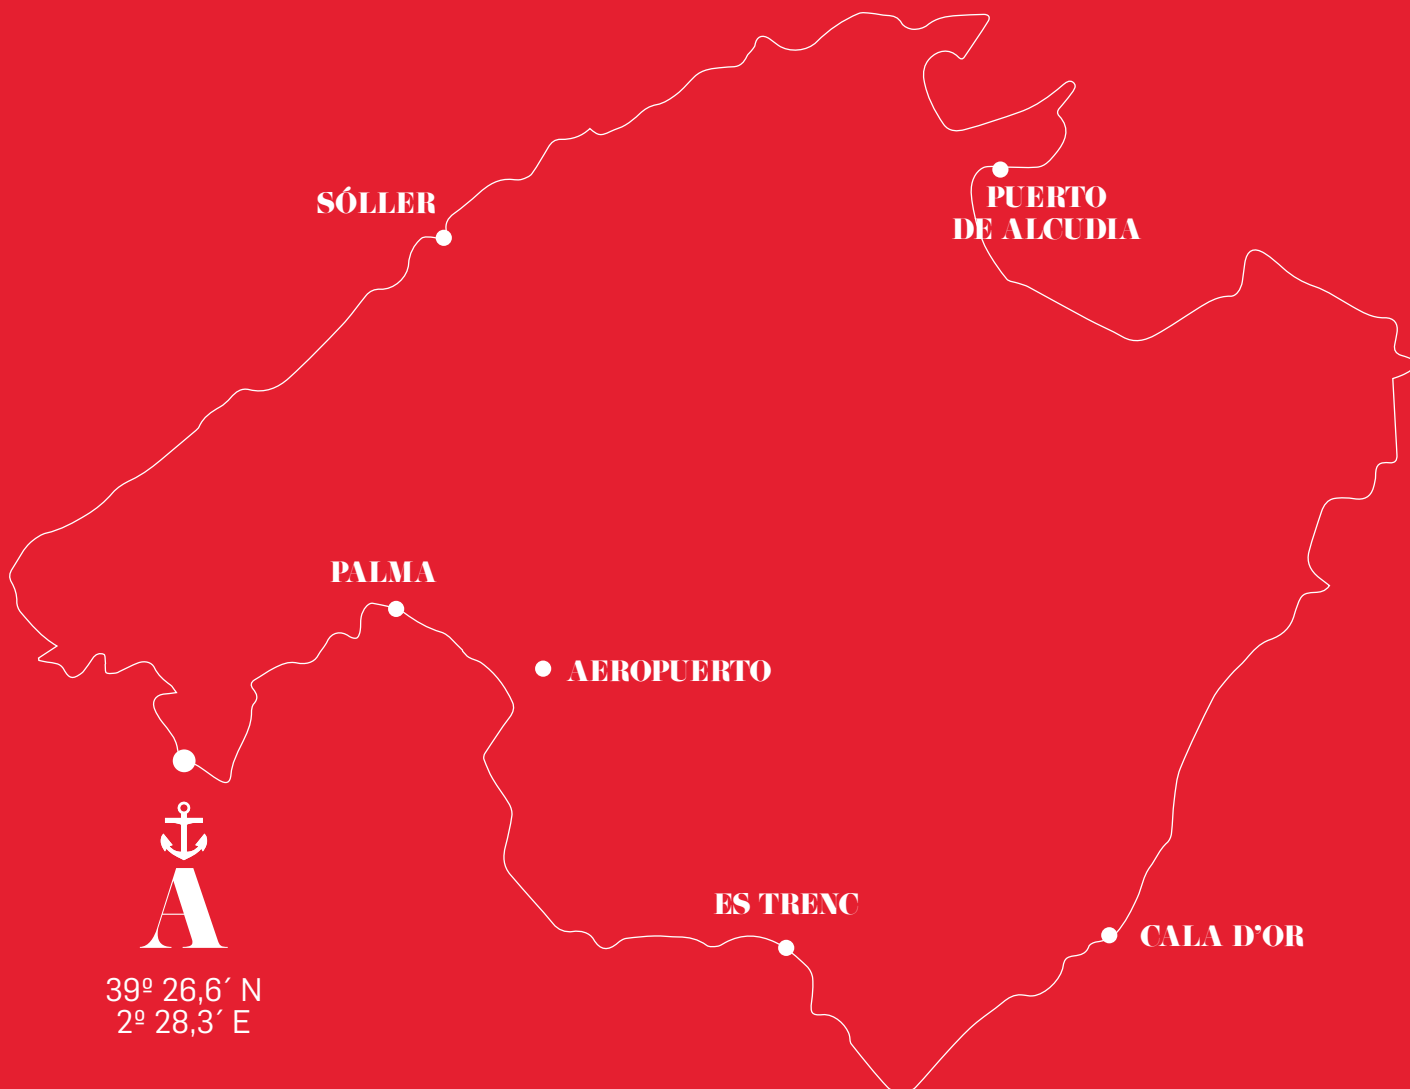 SÓLLER
PUERTO
DE ALCUDIA
PALMA
AEROPUERTO
ES TRENC
CALA D'OR
A
39º 26,6´ N
2º 28,3´ E